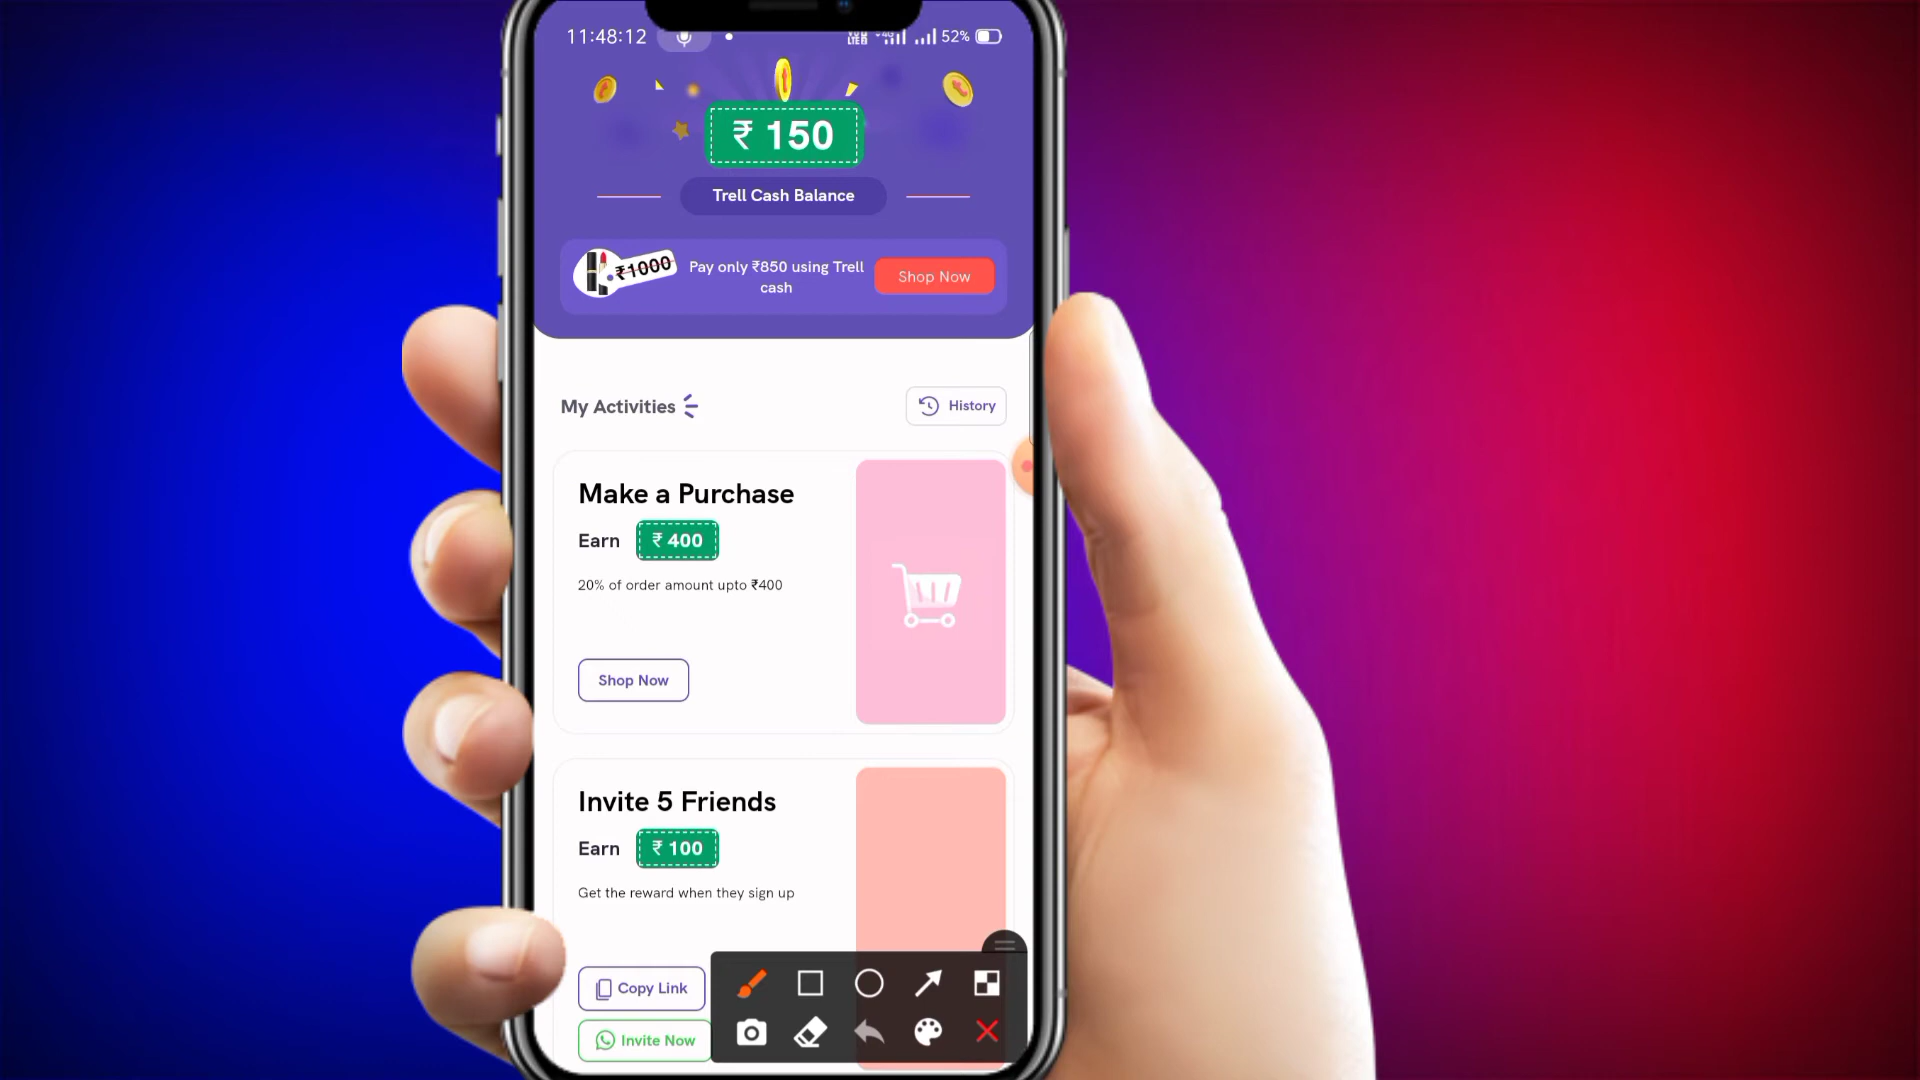 11:48:12
52%
₹ 150
Trell Cash Balance
₹1000
Pay only ₹850 using Trell
cash
Shop Now
My Activities
History
Make a Purchase
Earn ₹ 400
20% of order amount upto ₹400
Shop Now
Invite 5 Friends
Earn ₹ 100
Get the reward when they sign up
Copy Link
Invite Now